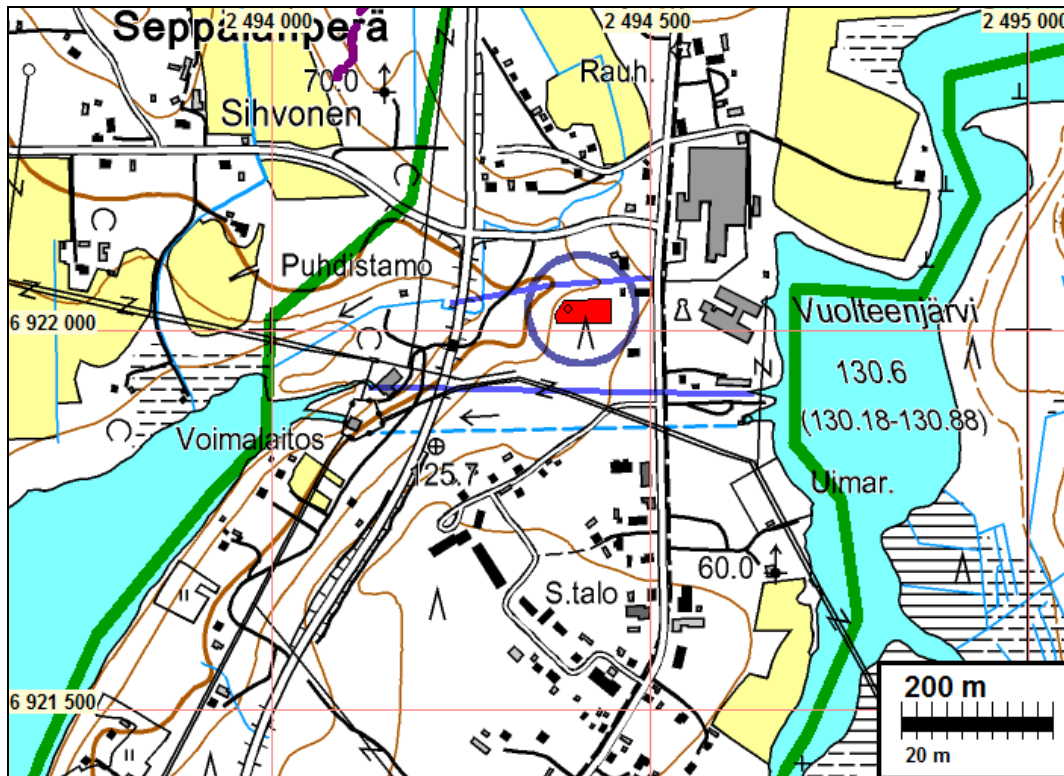 2 494 000
2 494 500
2 495 000
Seppälänperä
Rauh.
70.0
Sihvonen
Puhdistamo
6 922 000
Vuolteenjärvi
130.6
(130.18-130.88)
Voimalaitos
125.7
Uimar.
60.0
S.talo
6 921 500
200 m
20 m